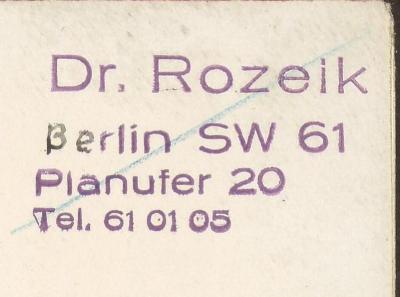 Dr. Rozeik
Berlin SW 61
Planufer 20
Tel. 61 01 05